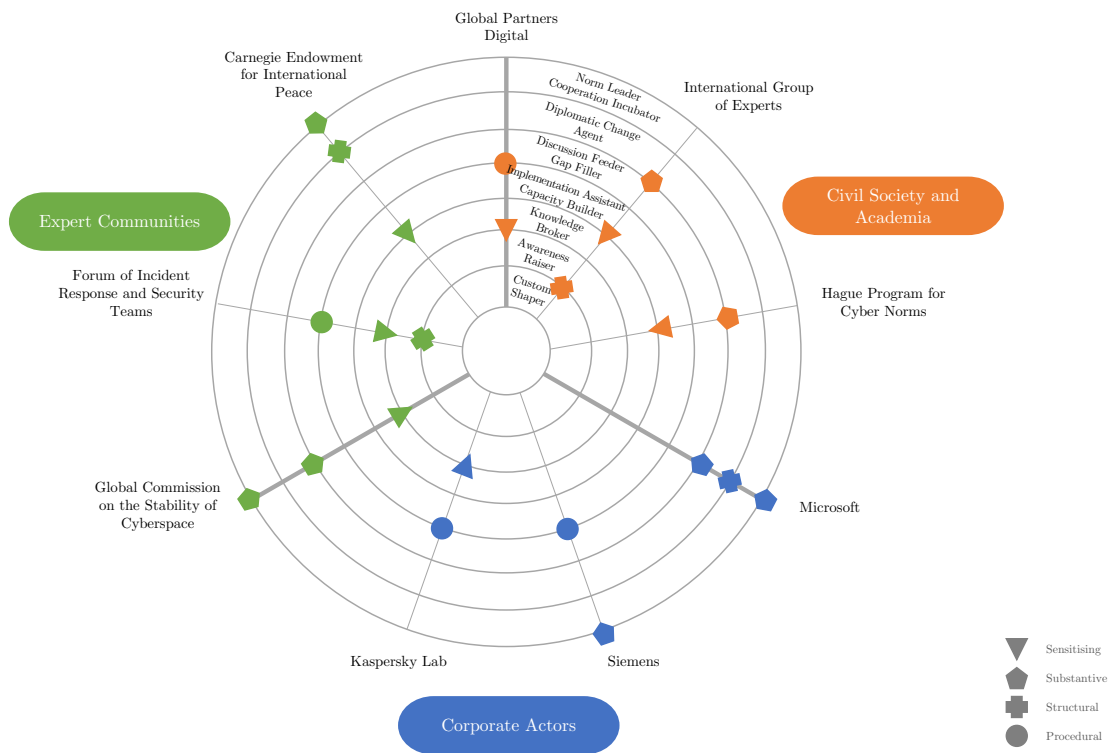 Global Partners
Digital
Carnegie Endowment
for International
Peace
International Group
of Experts
Norm Leader
Cooperation Incubator
Diplomatic Change
Agent
Discussion Feeder
Gap Filler
Implementation Assistant
Capacity Builder
Knowledge
Broker
Awareness
Raiser
Custom
Shaper
Expert Communities
Civil Society and
Academia
Forum of Incident
Response and Security
Teams
Hague Program for
Cyber Norms
Global Commission
on the Stability of
Cyberspace
Microsoft
Kaspersky Lab
Siemens
Corporate Actors
Sensitising
Substantive
Structural
Procedural